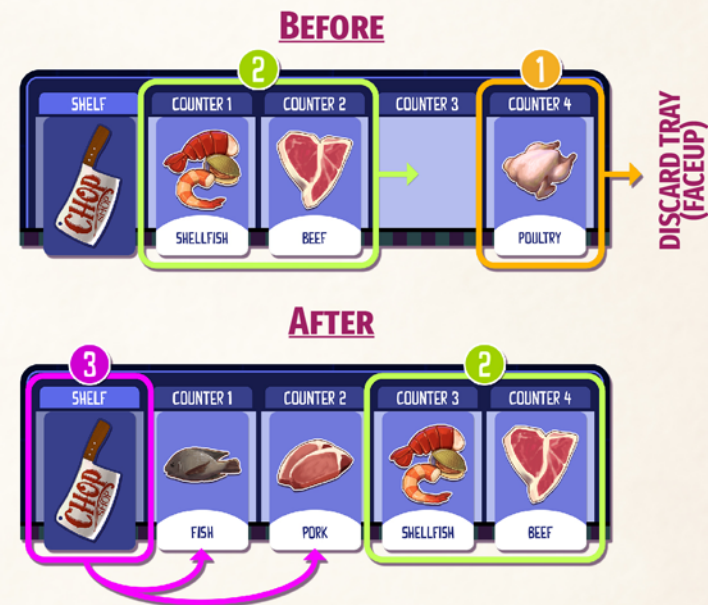 BEFORE
2
1
SHELF
COUNTER 1
COUNTER 2
COUNTER 3
COUNTER 4
CHOP
SHOP
SHELLFISH
BEEF
POULTRY
DISCARD TRAY
(FACEUP)
AFTER
3
2
SHELF
COUNTER 1
COUNTER 2
COUNTER 3
COUNTER 4
CHOP
SHOP
FISH
PORK
SHELLFISH
BEEF